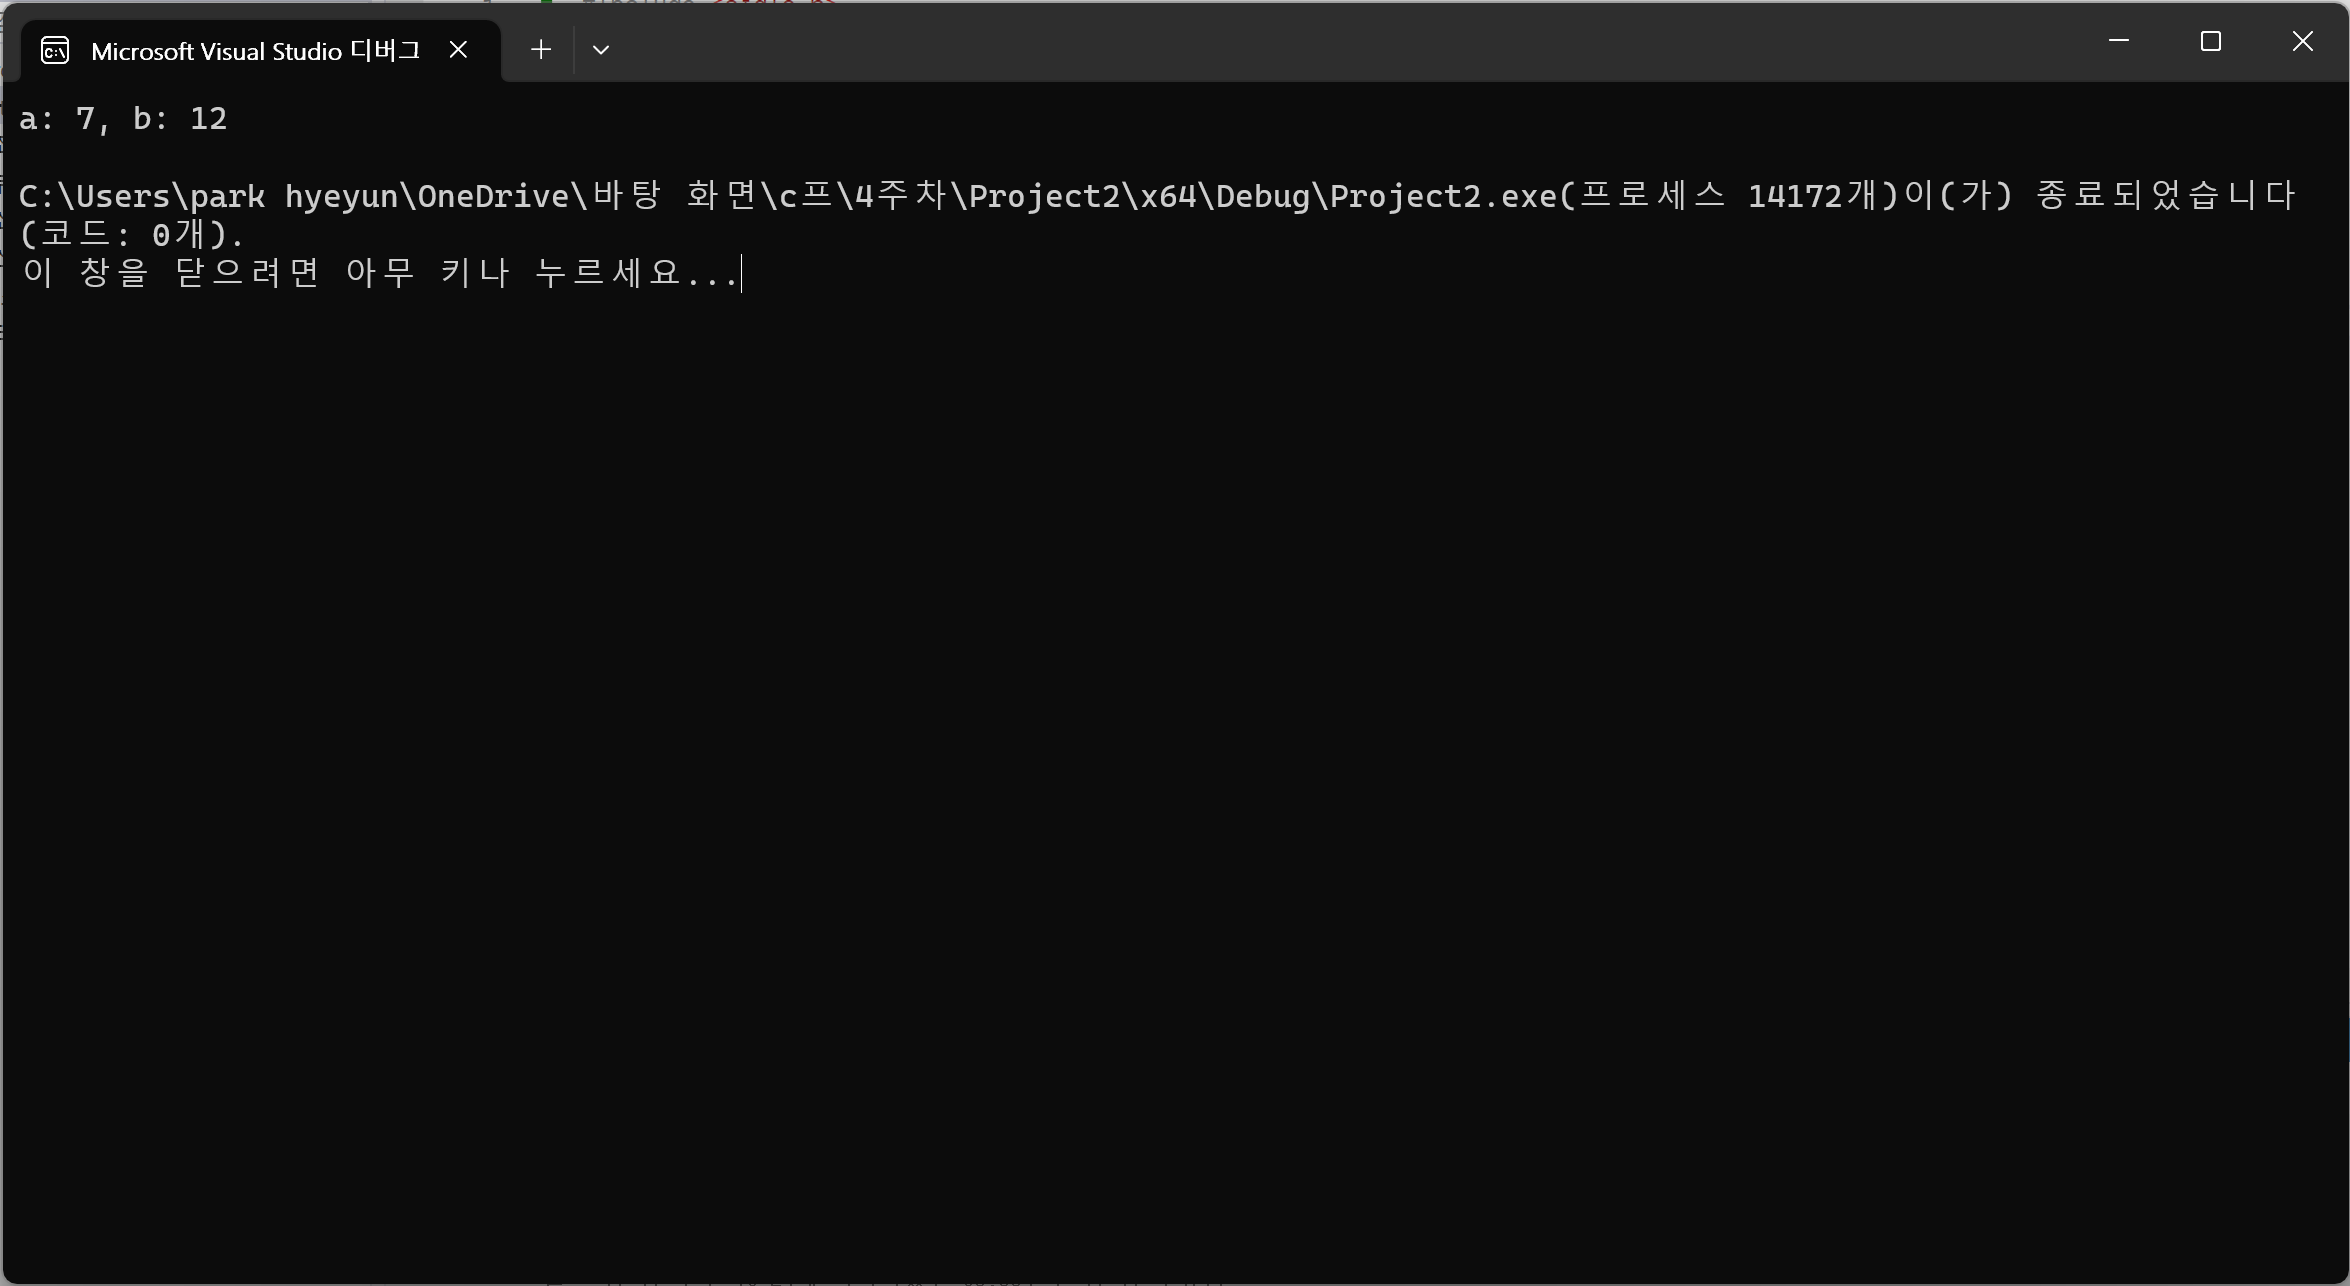 #include <stdio.h>
Microsoft Visual Studio 디버그
a: 7, b: 12
C:\Users\park hyeyun\OneDrive\바탕 화면\c프\4주차\Project2\x64\Debug\Project2.exe(프로세스 14172개)이(가) 종료되었습니다
(코드: 0개).
이 창을 닫으려면 아무 키나 누르세요...